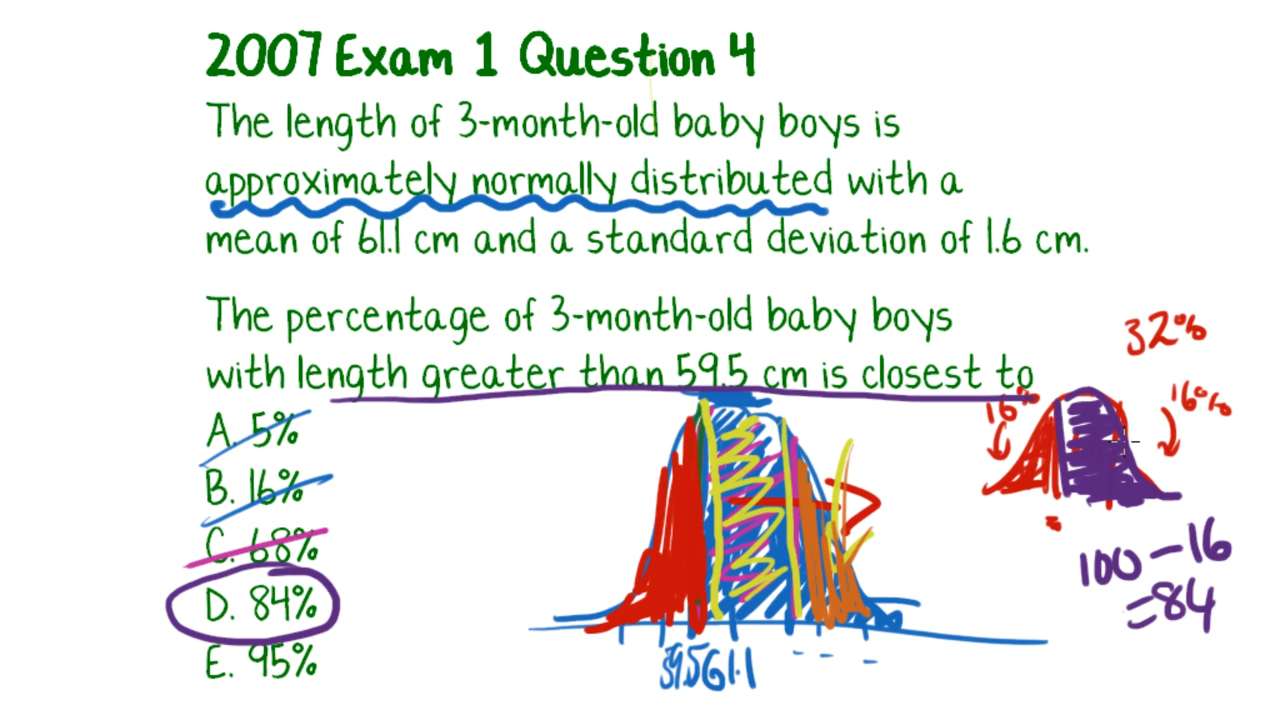 2007 Exam 1 Question 4
The length of 3-month-old baby boys is
approximately normally distributed with a
mean of 61.1 cm and a standard deviation of 1.6 cm.
The percentage of 3-month-old baby boys
with length greater than 59.5 cm is closest to
A. 5%
B. 16%
C. 68%
D. 84%
E. 95%
59.5 61.1
32%
16% 16%
100-16
=84